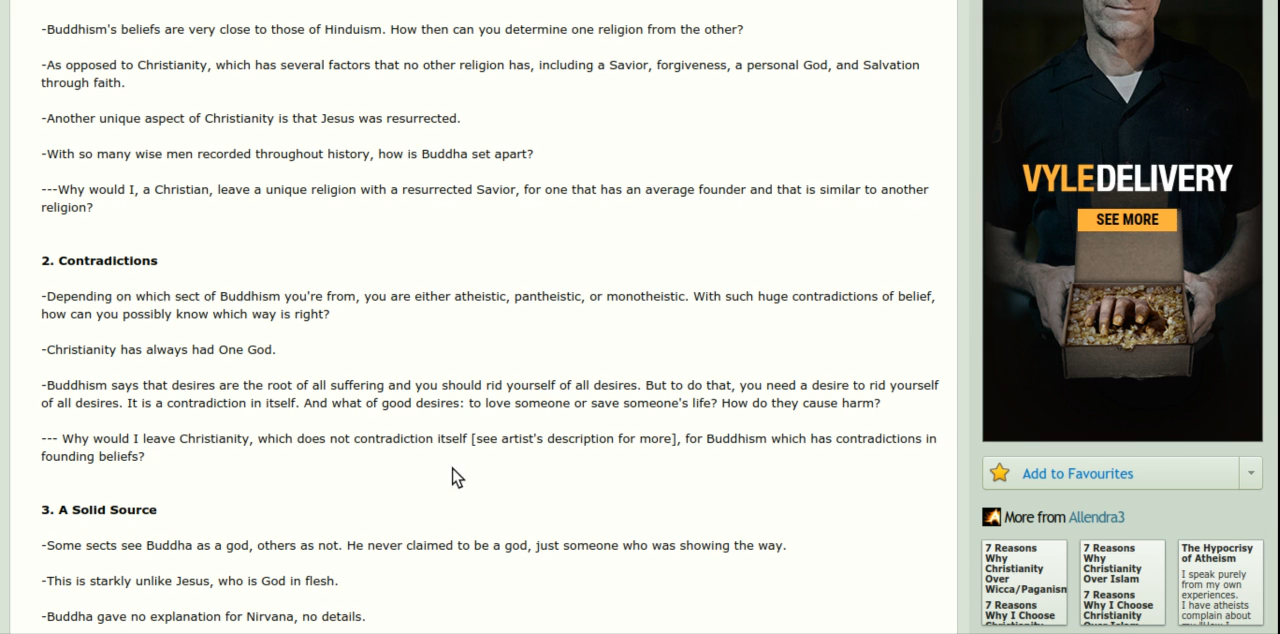 -Buddhism's beliefs are very close to those of Hinduism. How then can you determine one religion from the other?
-As opposed to Christianity, which has several factors that no other religion has, including a Savior, forgiveness, a personal God, and Salvation
through faith.
-Another unique aspect of Christianity is that Jesus was resurrected.
-With so many wise men recorded throughout history, how is Buddha set apart?
---Why would I, a Christian, leave a unique religion with a resurrected Savior, for one that has an average founder and that is similar to another
religion?
2. Contradictions
-Depending on which sect of Buddhism you're from, you are either atheistic, pantheistic, or monotheistic. With such huge contradictions of belief,
how can you possibly know which way is right?
-Christianity has always had One God.
-Buddhism says that desires are the root of all suffering and you should rid yourself of all desires. But to do that, you need a desire to rid yourself
of all desires. It is a contradiction in itself. And what of good desires: to love someone or save someone's life? How do they cause harm?
--- Why would I leave Christianity, which does not contradiction itself [see artist's description for more], for Buddhism which has contradictions in
founding beliefs?
3. A Solid Source
-Some sects see Buddha as a god, others as not. He never claimed to be a god, just someone who was showing the way.
-This is starkly unlike Jesus, who is God in flesh.
-Buddha gave no explanation for Nirvana, no details.
VYLEDELIVERY
SEE MORE
Add to Favourites
More from Allendra3
7 Reasons
Why
Christianity
Over
Wicca/Paganism
7 Reasons
Why I Choose
7 Reasons
Why
Christianity
Over Islam
7 Reasons
Why I Choose
The Hypocrisy
of Atheism
I speak purely
from my own
experiences.
I have atheists
complain about